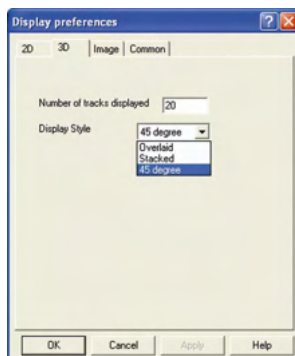 Display preferences
2D 3D Image Common
Number of tracks displayed 20
Display Style 45 degree
Overlaid
Stacked
45 degree
OK Cancel Apply Help